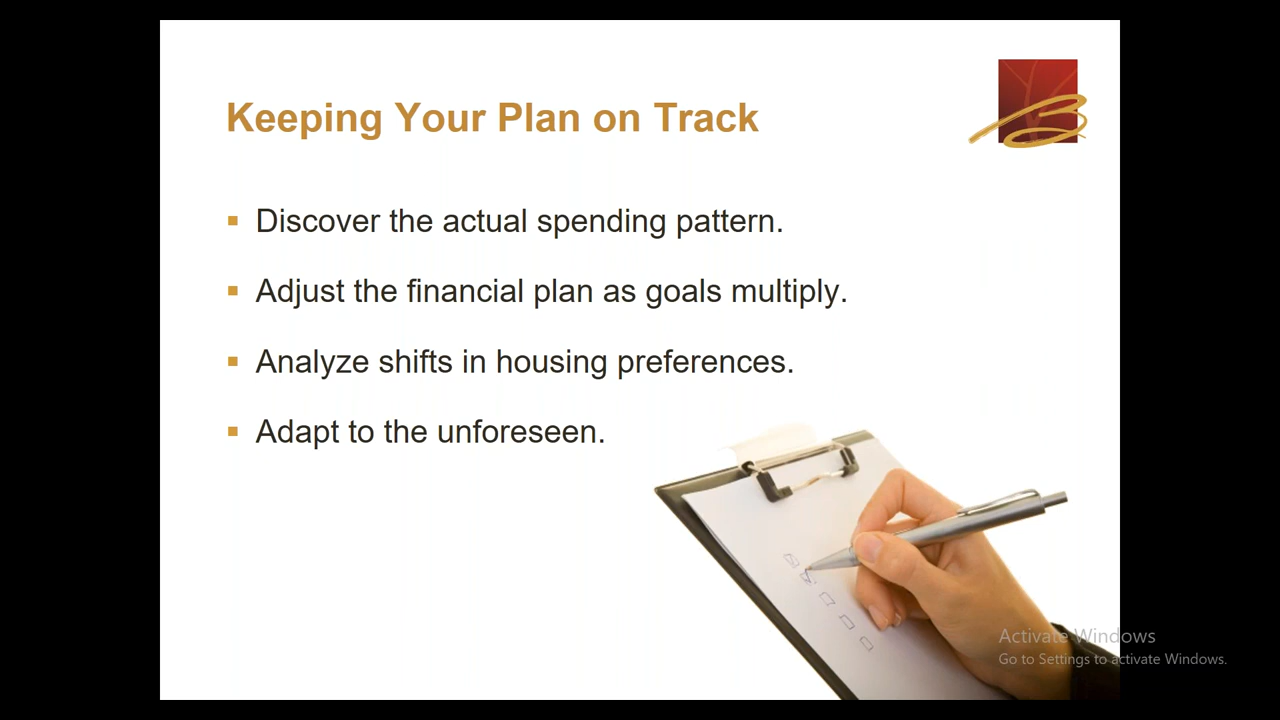 Keeping Your Plan on Track
Discover the actual spending pattern.
Adjust the financial plan as goals multiply.
Analyze shifts in housing preferences.
Adapt to the unforeseen.
Activate Windows
Go to Settings to activate Windows.